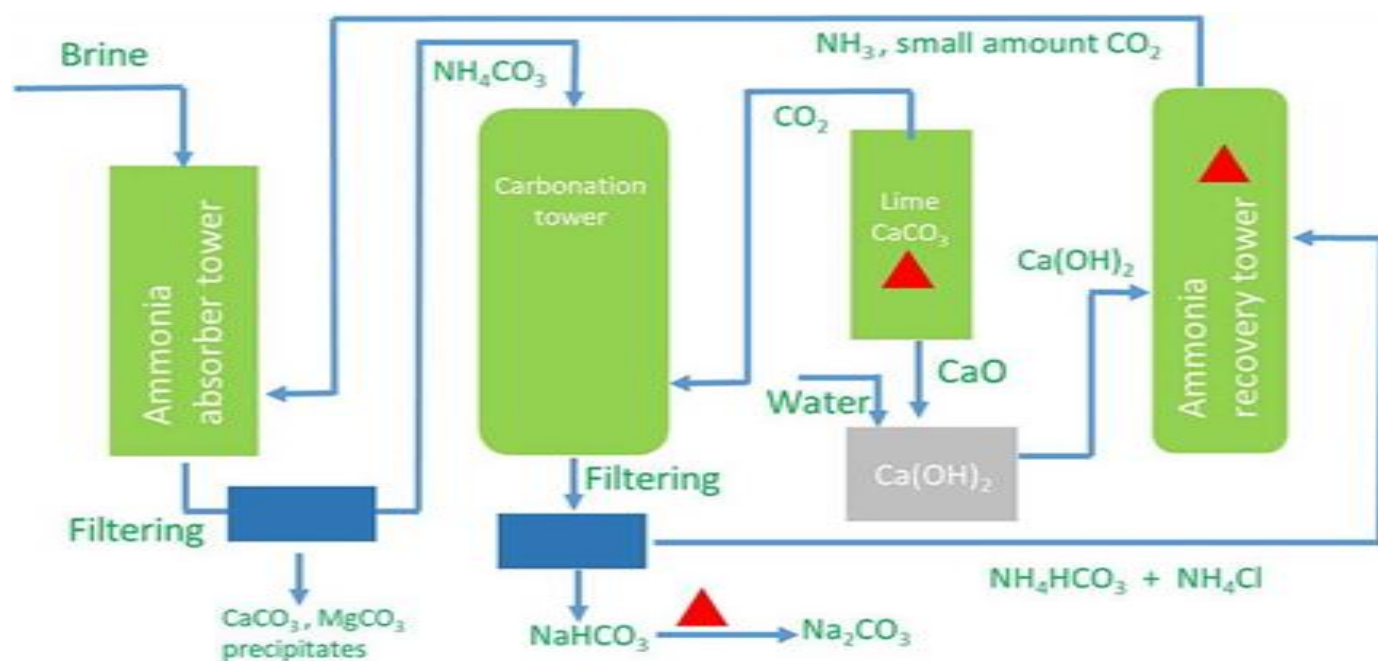 Brine
NH₄CO₃
NH₃, small amount CO₂
CO₂
Carbonation
tower
Lime
CaCO₃
Ammonia
absorber tower
Ca(OH)₂
Ammonia
recovery tower
CaO
Water
Ca(OH)₂
Filtering
Filtering
NH₄HCO₃ + NH₄Cl
CaCO₃, MgCO₃
precipitates
NaHCO₃
Na₂CO₃